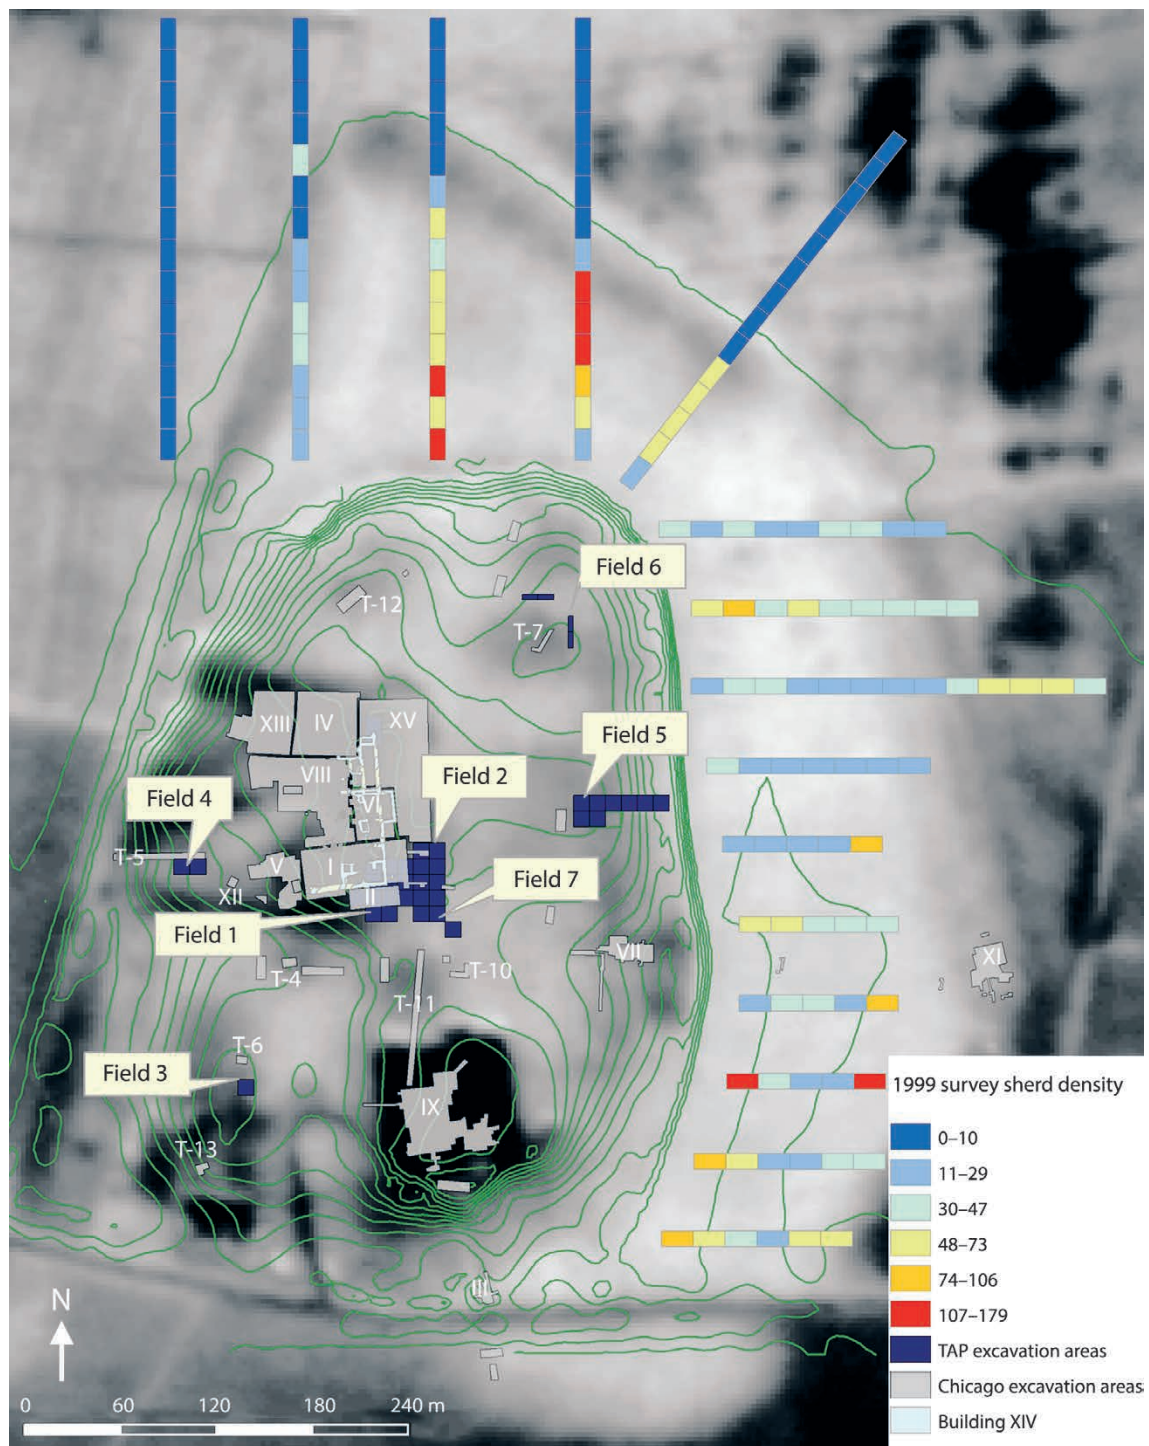 Field 6
T-12
T-7
XIII
IV
XV
Field 5
VIII
Field 2
Field 4
VI
T-5
V
I
Field 7
XII
II
Field 1
VII
XI
T-4
T-10
T-11
T-6
Field 3
IX
T-13
III
N
0 60 120 180 240 m
1999 survey sherd density
0–10
11–29
30–47
48–73
74–106
107–179
TAP excavation areas
Chicago excavation areas
Building XIV